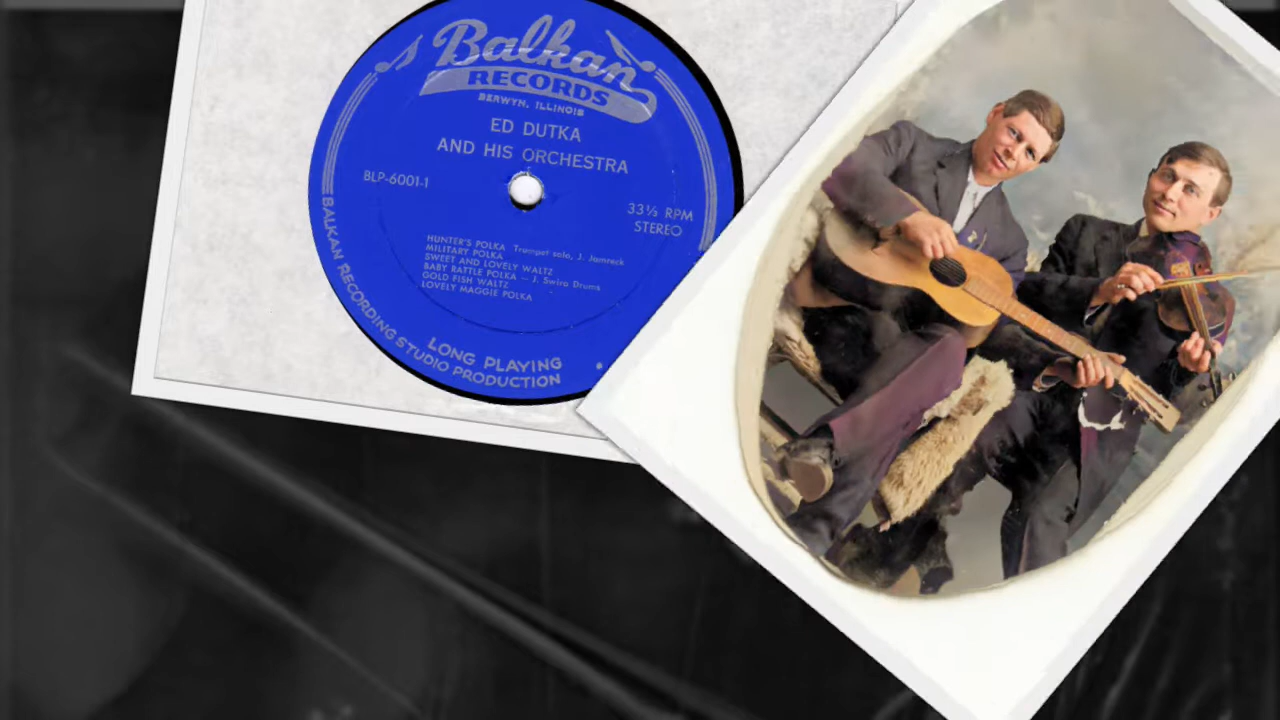 Balkan
RECORDS
BERWYN, ILLINOIS
ED DUTKA
AND HIS ORCHESTRA
BLP-6001-1
33⅓ RPM
STEREO
HUNTER'S POLKA Trumpet solo, J. Jamreck
MILITARY POLKA
SWEET AND LOVELY WALTZ
BABY RATTLE POLKA — J. Swira Drums
GOLD FISH WALTZ
LOVELY MAGGIE POLKA
LONG PLAYING
BALKAN RECORDING STUDIO PRODUCTION